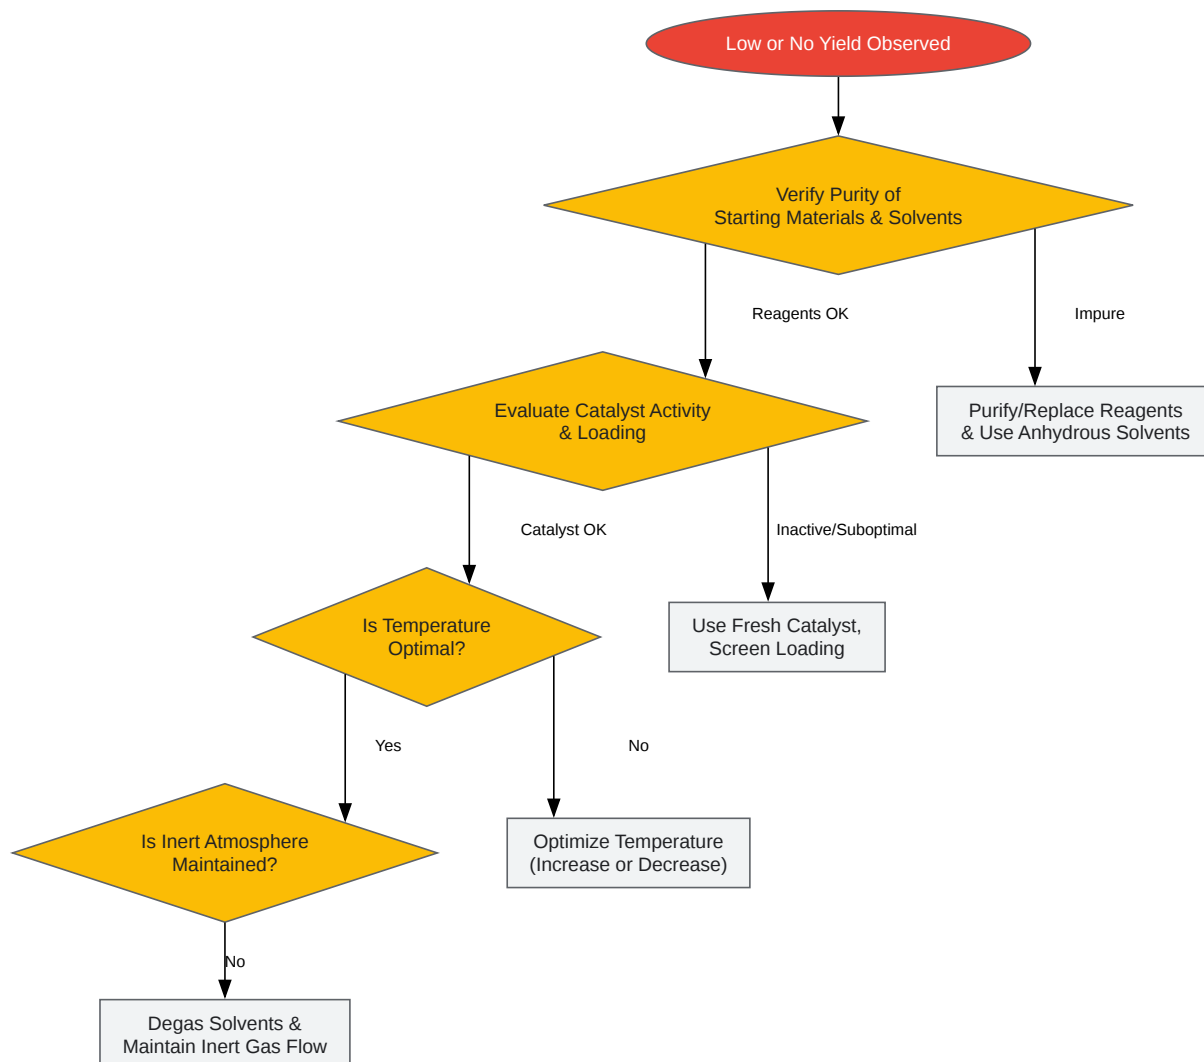 Low or No Yield Observed
Verify Purity of
Starting Materials & Solvents
Reagents OK
Impure
Evaluate Catalyst Activity
& Loading
Purify/Replace Reagents
& Use Anhydrous Solvents
Catalyst OK
Inactive/Suboptimal
Is Temperature
Optimal?
Use Fresh Catalyst,
Screen Loading
Yes
No
Is Inert Atmosphere
Maintained?
Optimize Temperature
(Increase or Decrease)
No
Degas Solvents &
Maintain Inert Gas Flow